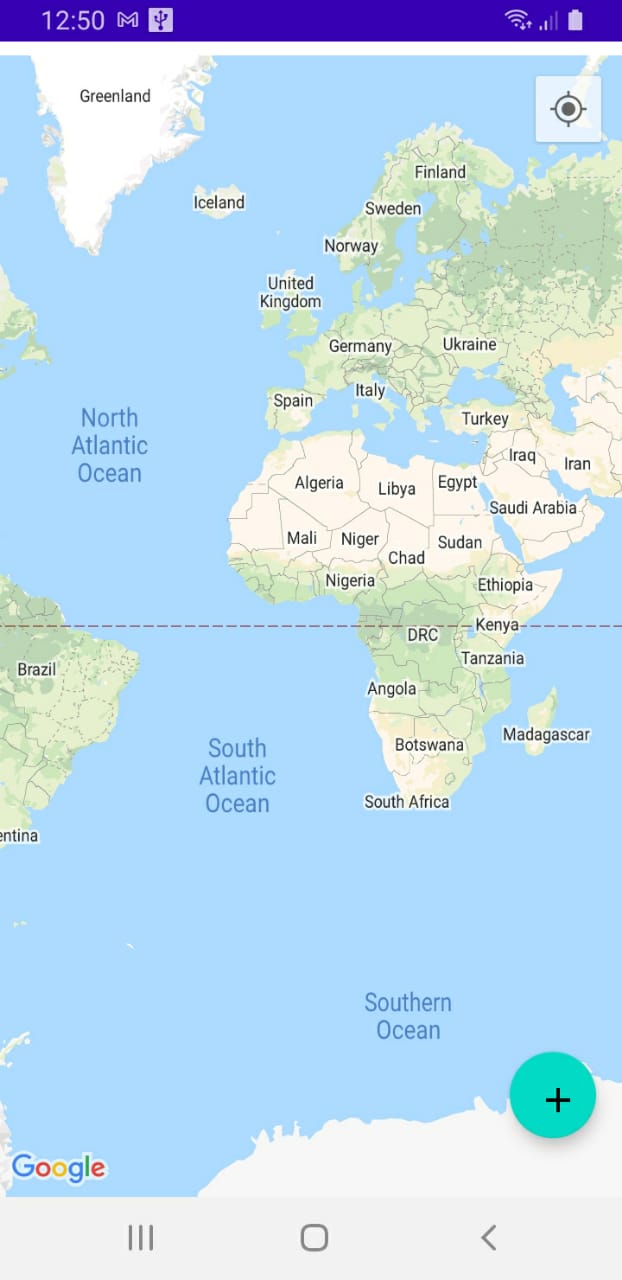 12:50
Greenland
Finland
Iceland
Sweden
Norway
United
Kingdom
Germany
Ukraine
Italy
Spain
North
Atlantic
Ocean
Turkey
Iraq
Iran
Algeria
Libya
Egypt
Saudi Arabia
Mali
Niger
Sudan
Chad
Nigeria
Ethiopia
Kenya
DRC
Tanzania
Brazil
Angola
Madagascar
Botswana
South
Atlantic
Ocean
South Africa
entina
Southern
Ocean
Google